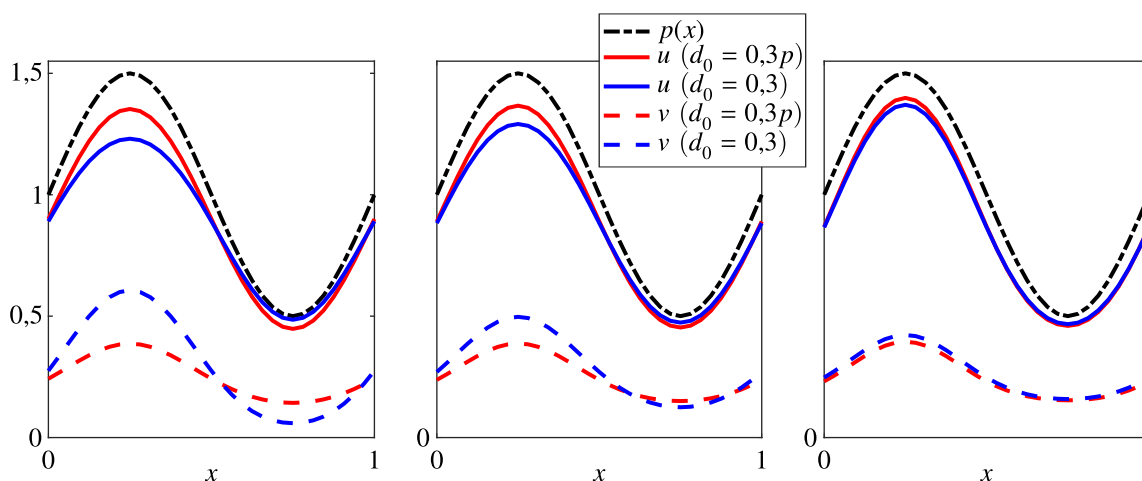 p(x)
u (d₀ = 0,3p)
u (d₀ = 0,3)
v (d₀ = 0,3p)
v (d₀ = 0,3)
1,5
1
0,5
0
0 1
x
0
0 1
x
0
0
x